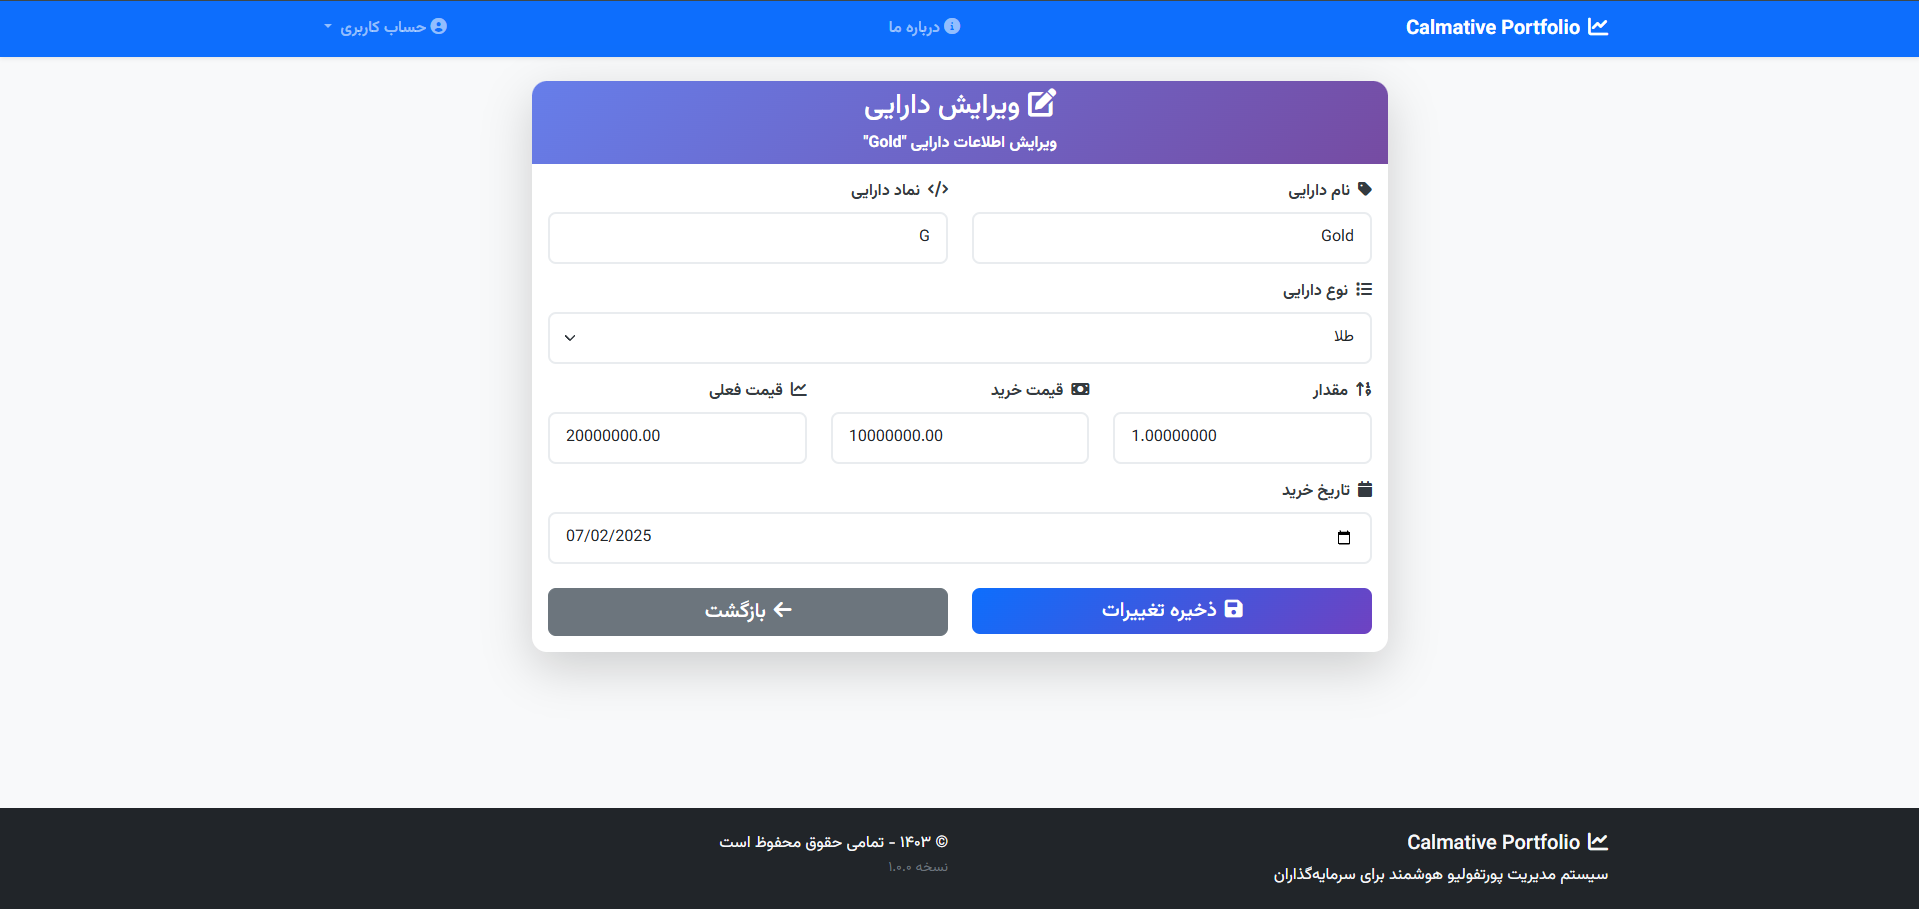 Calmative Portfolio
درباره ما
حساب کاربری
ویرایش دارایی
ویرایش اطلاعات دارایی "Gold"
نام دارایی
Gold
نماد دارایی
G
نوع دارایی
طلا
مقدار
1.00000000
قیمت خرید
10000000.00
قیمت فعلی
20000000.00
تاریخ خرید
07/02/2025
ذخیره تغییرات
بازگشت
Calmative Portfolio
سیستم مدیریت پورتفولیو هوشمند برای سرمایه‌گذاران
© ۱۴۰۳ - تمامی حقوق محفوظ است
نسخه ۱.۰.۰